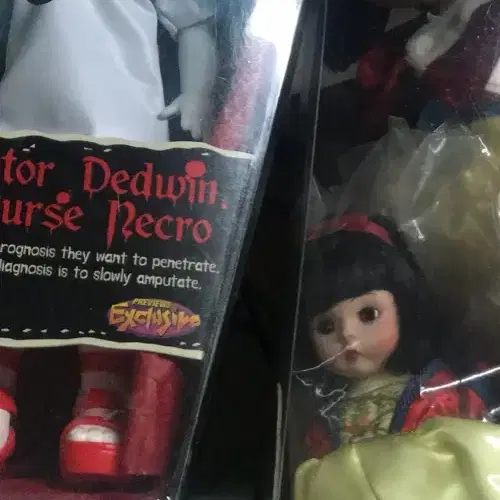 tor Dedwin.
urse Necro
rognosis they want to penetrate.
iagnosis is to slowly amputate.
PREVIEWS
Exclusive